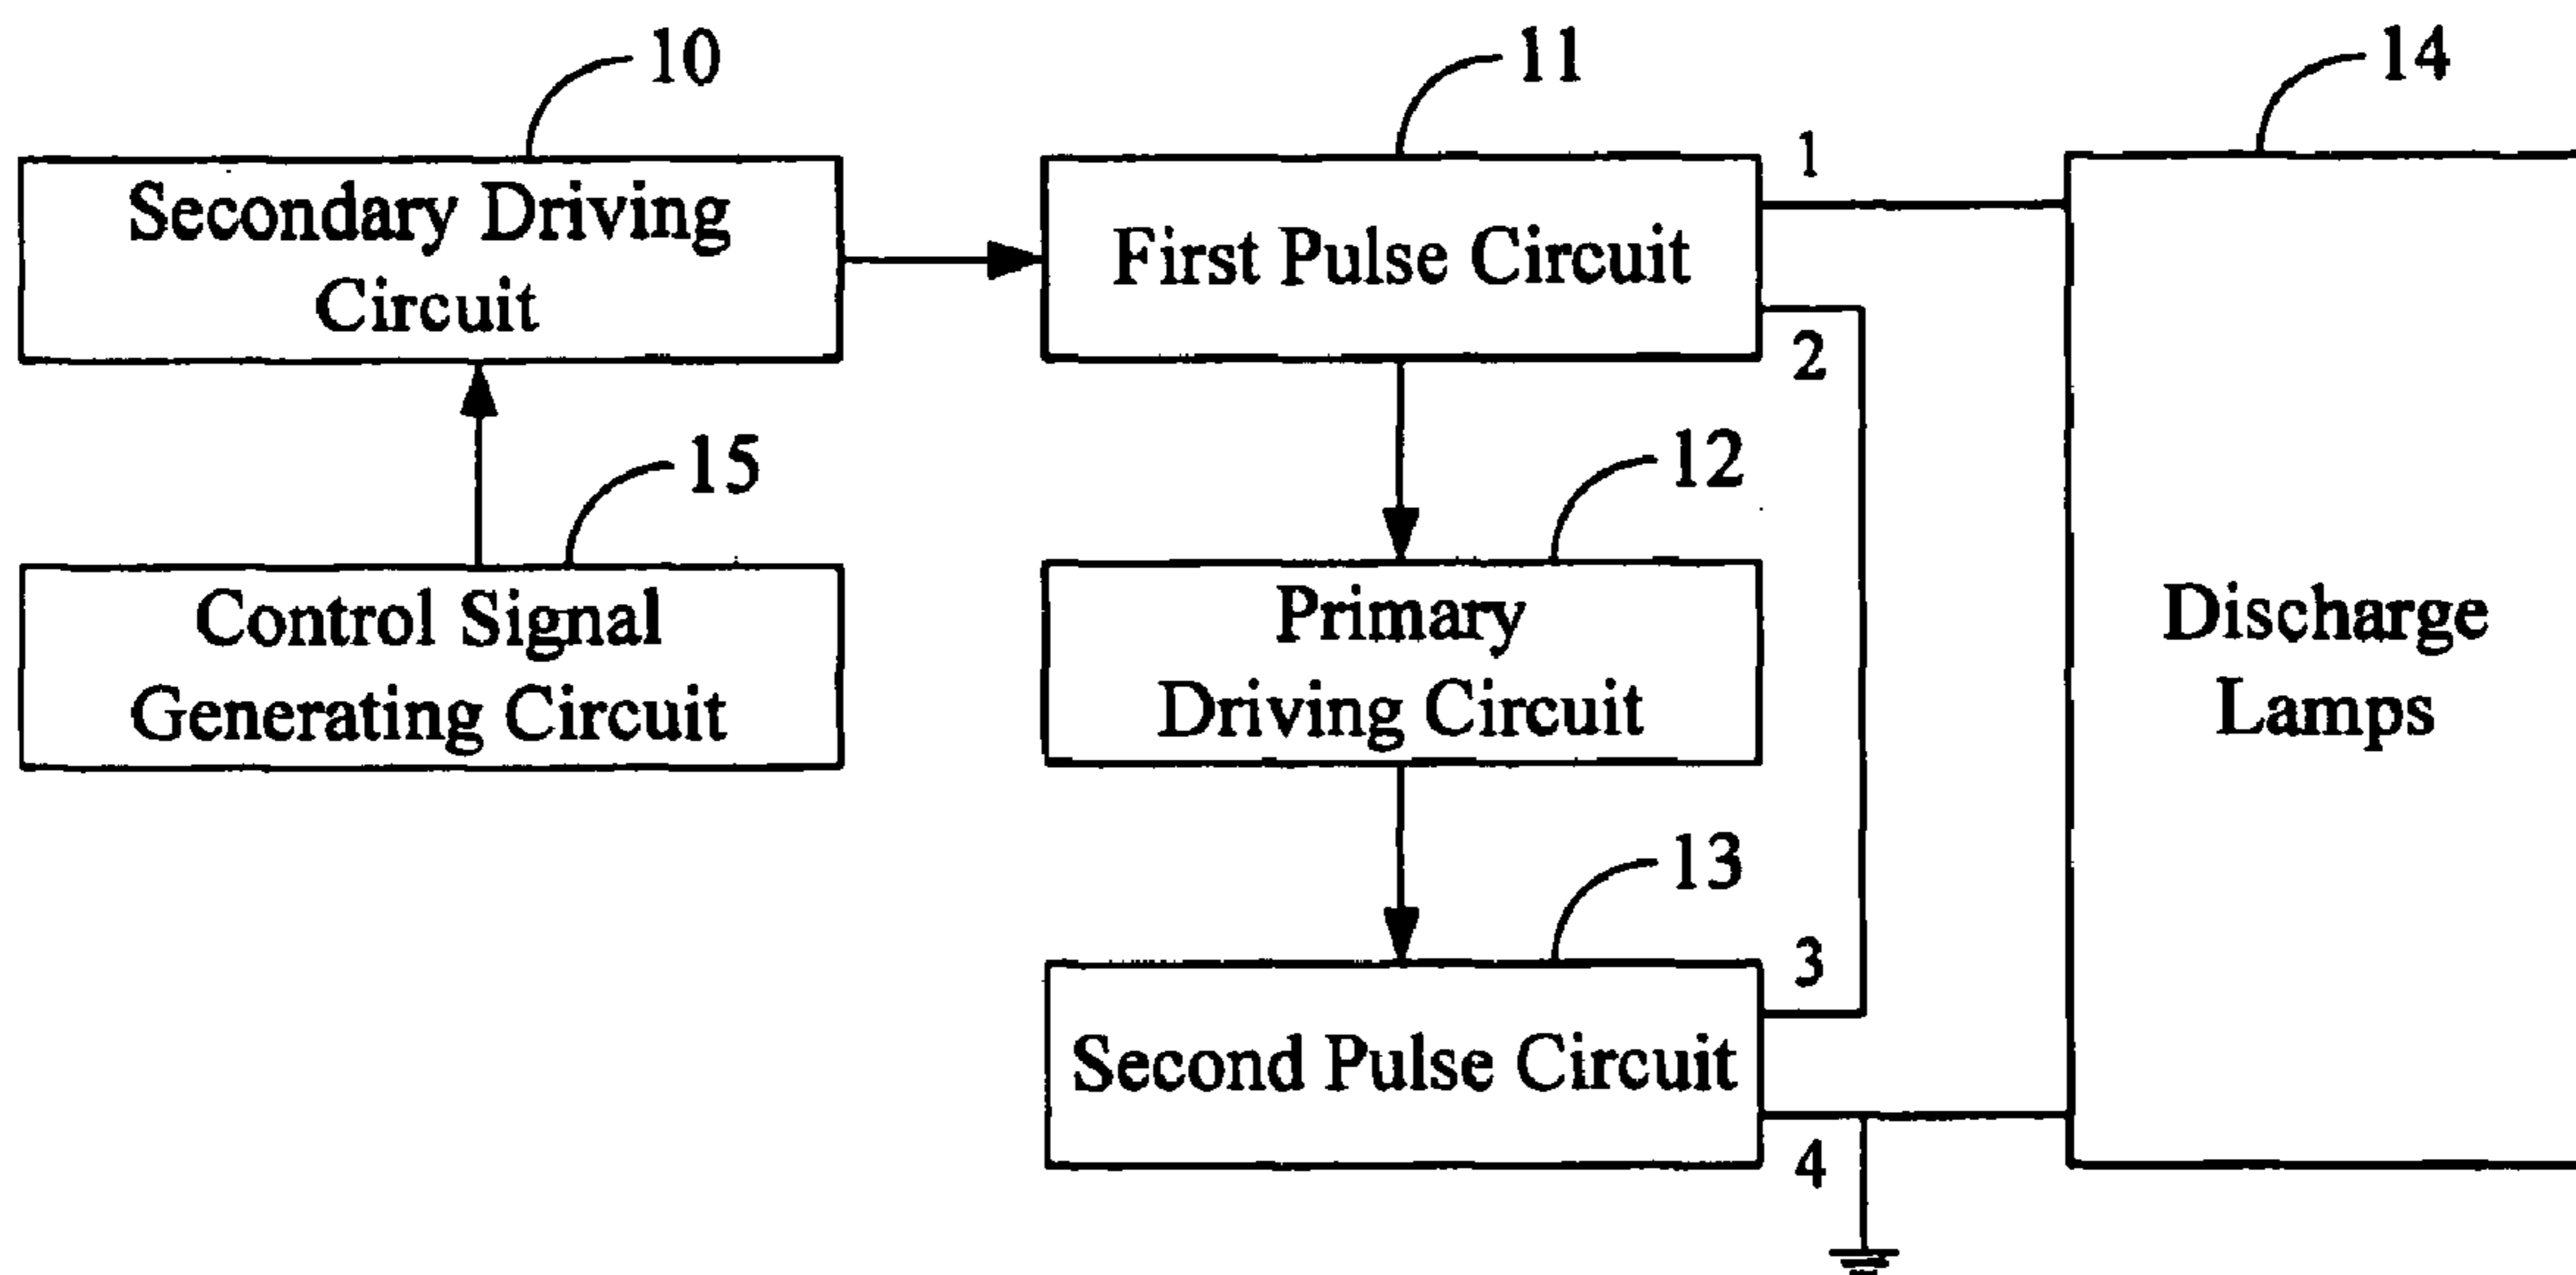 10
11
14
Secondary Driving
Circuit
First Pulse Circuit
1
2
15
12
Control Signal
Generating Circuit
Primary
Driving Circuit
Discharge
Lamps
13
Second Pulse Circuit
3
4